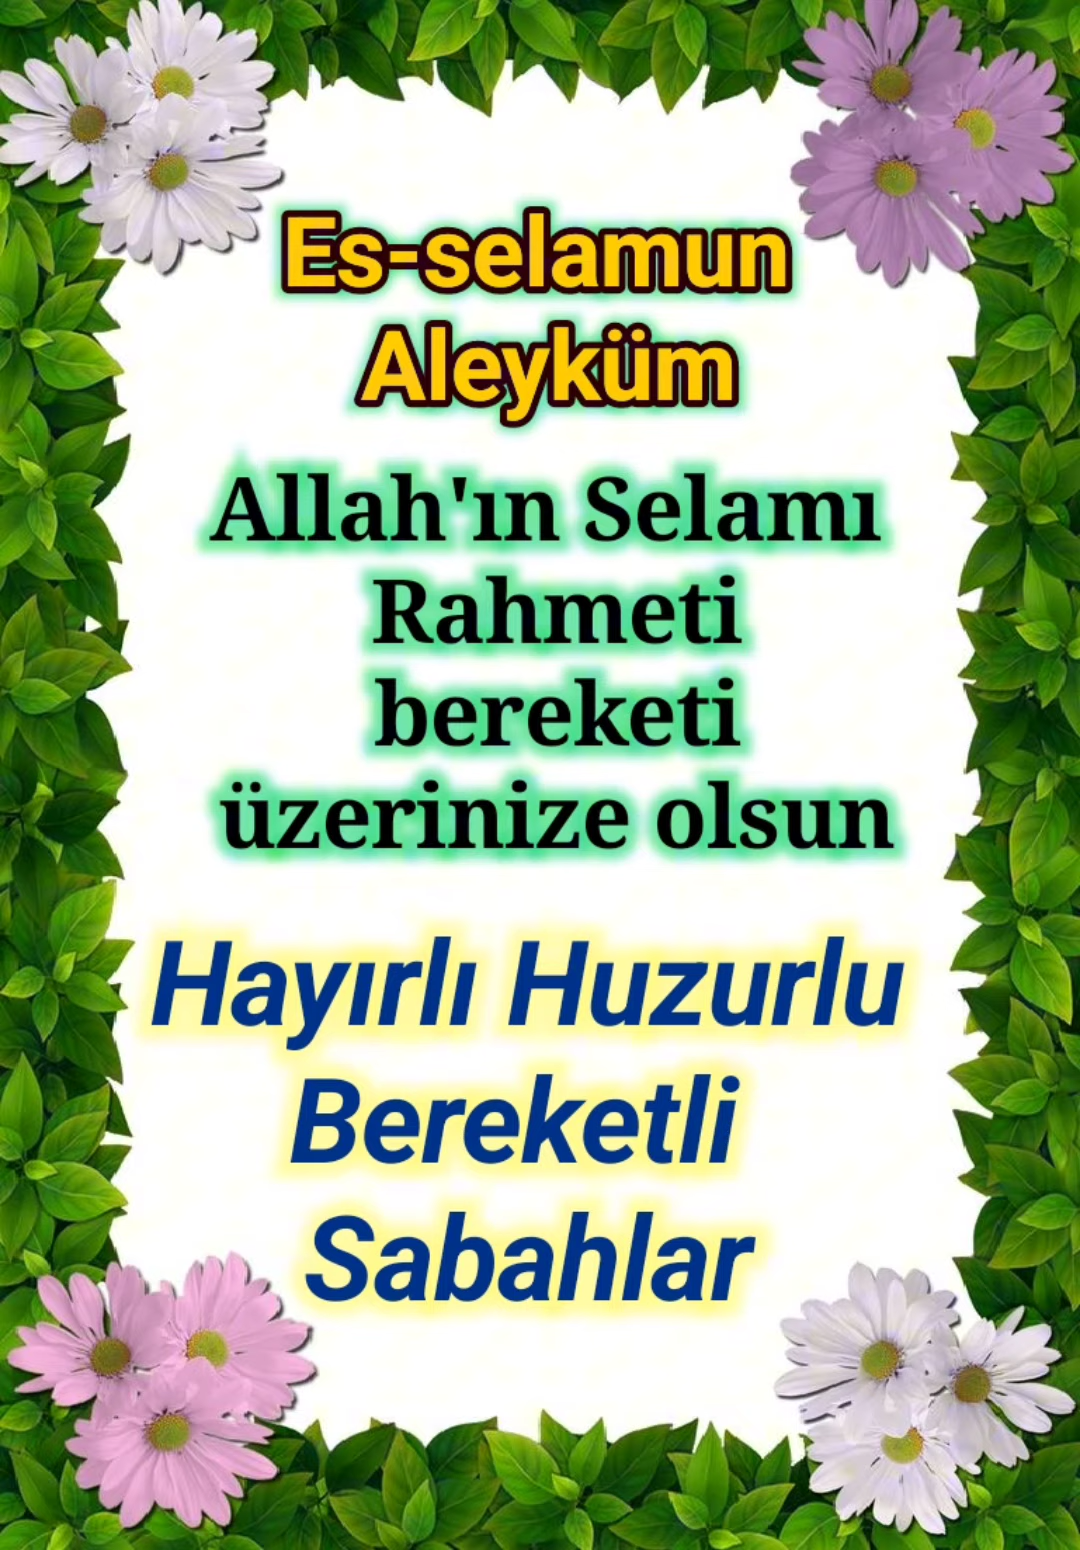 Es-selamun
Aleyküm
Allah'ın Selamı
Rahmeti
bereketi
üzerinize olsun
Hayırlı Huzurlu
Bereketli
Sabahlar